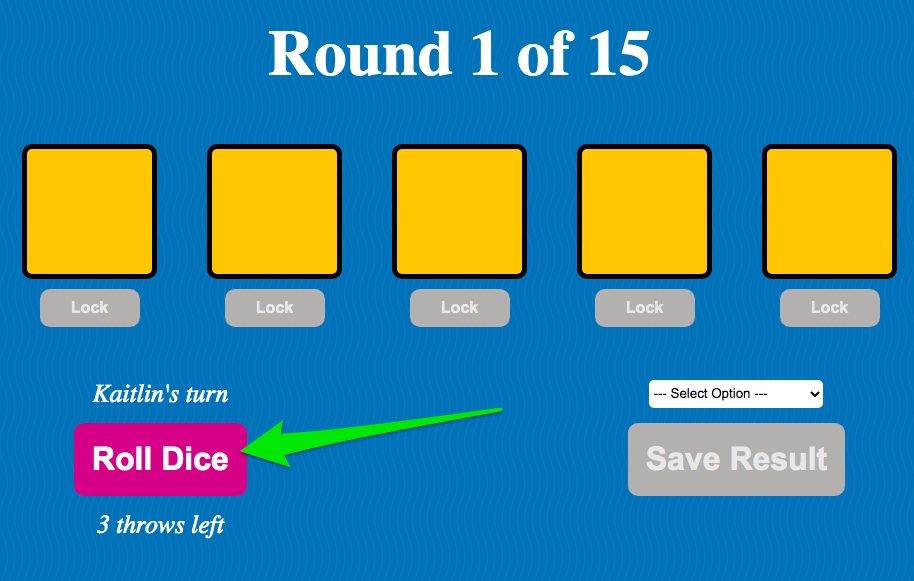 Round 1 of 15
Lock Lock Lock Lock Lock
Kaitlin's turn
--- Select Option ---
Roll Dice
Save Result
3 throws left